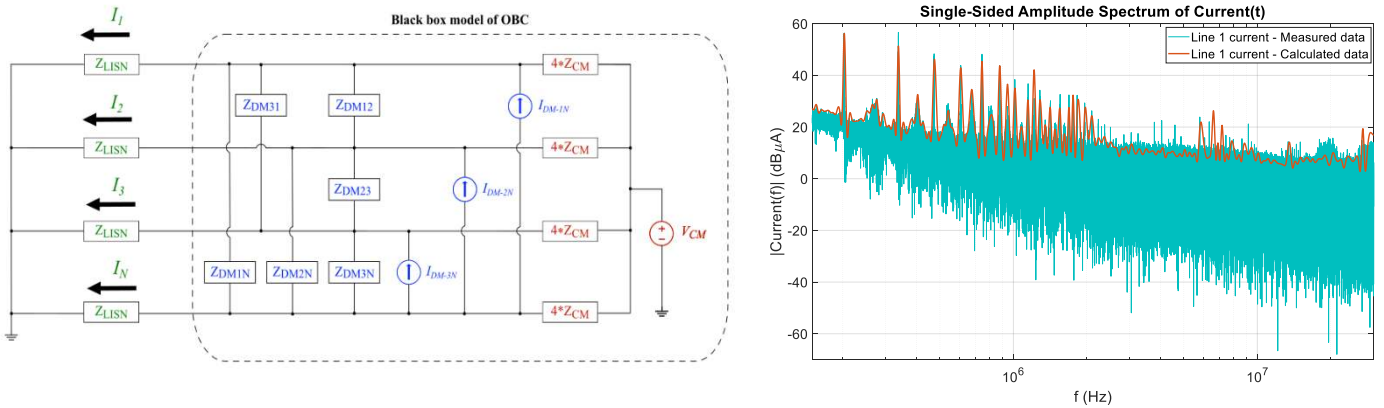 Black box model of OBC
I1
ZLISN
4*ZCM
ZDM31
ZDM12
IDM-1N
I2
ZLISN
4*ZCM
ZDM23
IDM-2N
I3
ZLISN
4*ZCM
VCM
ZDM1N
ZDM2N
ZDM3N
IDM-3N
IN
ZLISN
4*ZCM
Single-Sided Amplitude Spectrum of Current(t)
Line 1 current - Measured data
Line 1 current - Calculated data
|Current(f)| (dBμA)
60
40
20
0
-20
-40
-60
10^6
10^7
f (Hz)